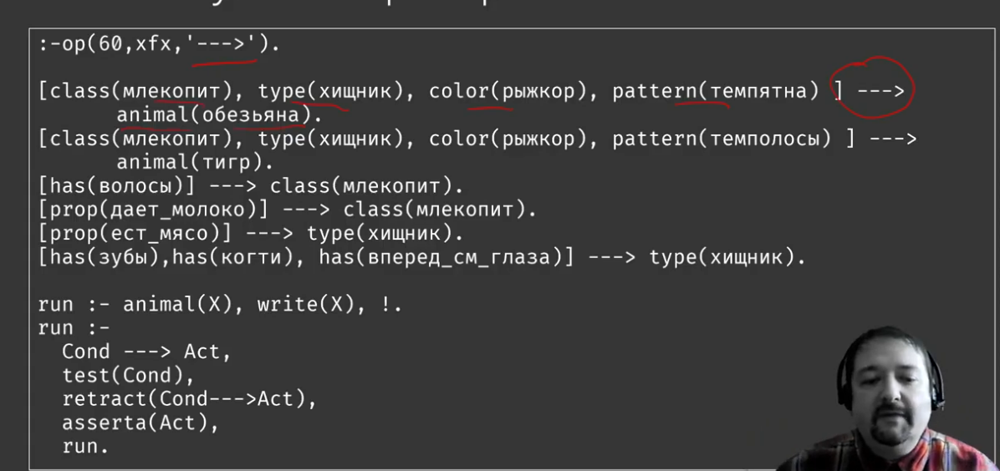 :-op(60,xfx,'--->').
[class(млекопит), type(хищник), color(рыжкор), pattern(темпятна) ] --->
animal(обезьяна).
[class(млекопит), type(хищник), color(рыжкор), pattern(темполосы) ] --->
animal(тигр).
[has(волосы)] ---> class(млекопит).
[prop(дает_молоко)] ---> class(млекопит).
[prop(ест_мясо)] ---> type(хищник).
[has(зубы),has(когти), has(вперед_см_глаза)] ---> type(хищник).
run :- animal(X), write(X), !.
run :-
Cond ---> Act,
test(Cond),
retract(Cond--->Act),
asserta(Act),
run.